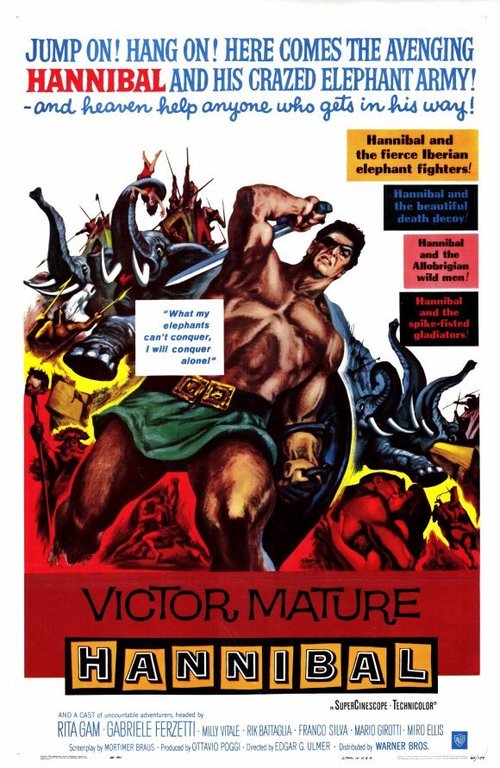 JUMP ON! HANG ON! HERE COMES THE AVENGING
HANNIBAL AND HIS CRAZED ELEPHANT ARMY!
-and heaven help anyone who gets in his way!
Hannibal and
the fierce Iberian
elephant fighters!
Hannibal and
the beautiful
death decoy!
Hannibal
and the
Allobrigian
wild men!
Hannibal
and the
spike-fisted
gladiators!
"What my
elephants
can't conquer,
I will conquer
alone!"
VICTOR MATURE
HANNIBAL
IN SUPERCINESCOPE · TECHNICOLOR®
AND A CAST of uncountable adventurers, headed by
RITA GAM · GABRIELE FERZETTI · MILLY VITALE · RIK BATTAGLIA · FRANCO SILVA · MARIO GIROTTI · MIRO ELLIS
Screenplay by MORTIMER BRAUS · Produced by OTTAVIO POGGI · Directed by EDGAR G. ULMER · Distributed by WARNER BROS.